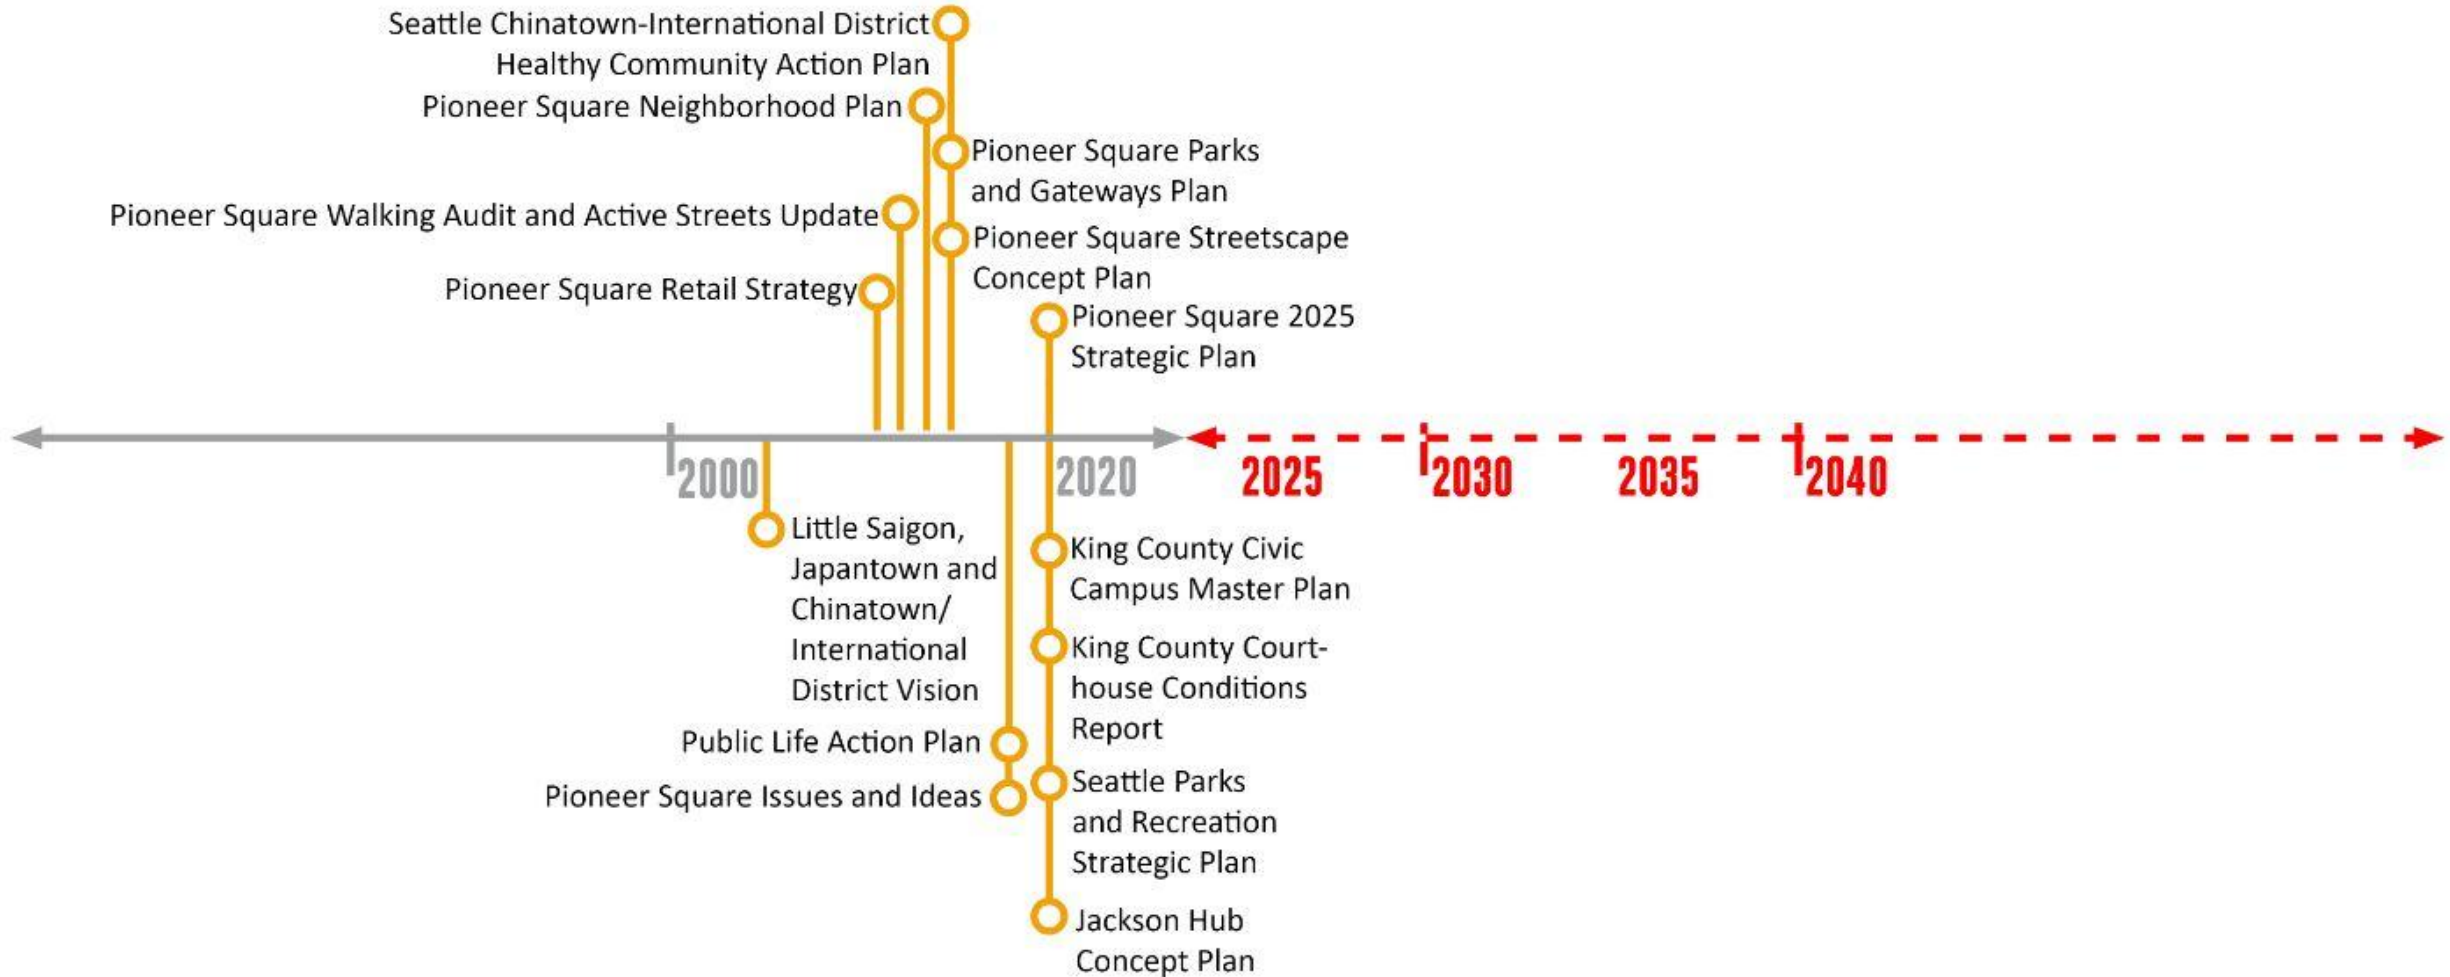 Seattle Chinatown-International District
Healthy Community Action Plan
Pioneer Square Neighborhood Plan
Pioneer Square Parks
and Gateways Plan
Pioneer Square Walking Audit and Active Streets Update
Pioneer Square Streetscape
Concept Plan
Pioneer Square Retail Strategy
Pioneer Square 2025
Strategic Plan
2000
2020
2025
2030
2035
2040
Little Saigon,
Japantown and
Chinatown/
International
District Vision
King County Civic
Campus Master Plan
King County Court-
house Conditions
Report
Public Life Action Plan
Pioneer Square Issues and Ideas
Seattle Parks
and Recreation
Strategic Plan
Jackson Hub
Concept Plan